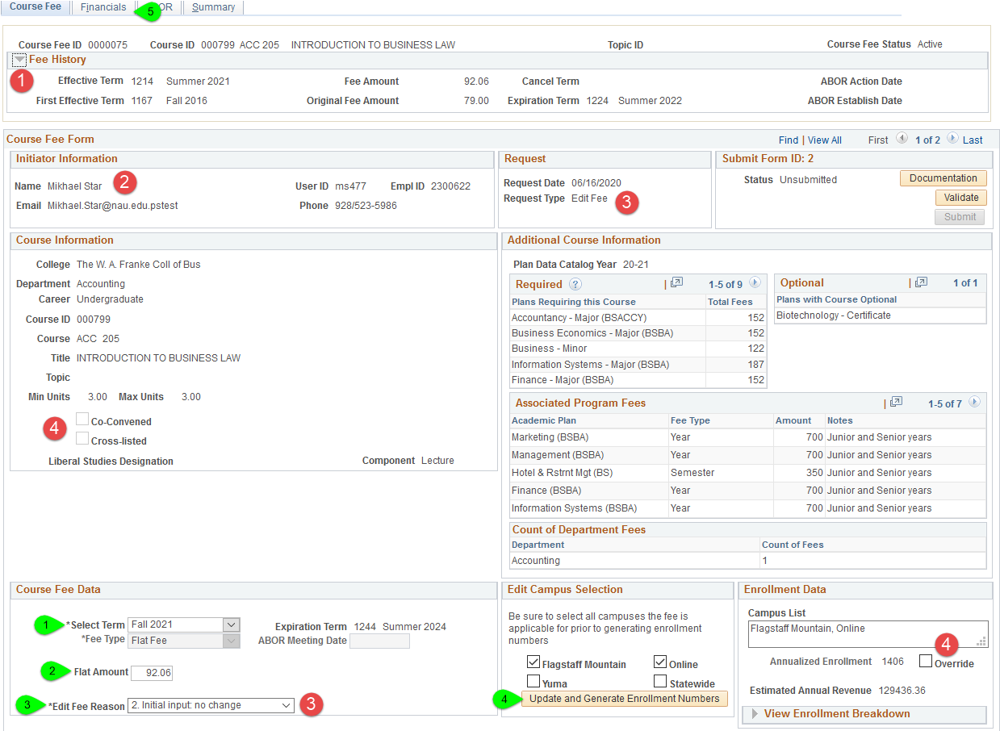 Course Fee Financials 5 OR Summary
Course Fee ID 0000075 Course ID 000799 ACC 205 INTRODUCTION TO BUSINESS LAW Topic ID Course Fee Status Active
Fee History
1 Effective Term 1214 Summer 2021 Fee Amount 92.06 Cancel Term ABOR Action Date
First Effective Term 1167 Fall 2016 Original Fee Amount 79.00 Expiration Term 1224 Summer 2022 ABOR Establish Date
Course Fee Form Find | View All First 1 of 2 Last
Initiator Information
Name Mikhael Star 2 User ID ms477 Empl ID 2300622
Email Mikhael.Star@nau.edu.pstest Phone 928/523-5986
Request
Request Date 06/16/2020
Request Type Edit Fee 3
Submit Form ID: 2
Status Unsubmitted Documentation
Validate
Submit
Course Information
College The W. A. Franke Coll of Bus
Department Accounting
Career Undergraduate
Course ID 000799
Course ACC 205
Title INTRODUCTION TO BUSINESS LAW
Topic
Min Units 3.00 Max Units 3.00
4 Co-Convened
Cross-listed
Liberal Studies Designation Component Lecture
Additional Course Information
Plan Data Catalog Year 20-21
Required ? | 1-5 of 9
Plans Requiring this Course Total Fees
Accountancy - Major (BSACCY) 152
Business Economics - Major (BSBA) 152
Business - Minor 122
Information Systems - Major (BSBA) 187
Finance - Major (BSBA) 152
Optional | 1 of 1
Plans with Course Optional
Biotechnology - Certificate
Associated Program Fees | 1-5 of 7
Academic Plan Fee Type Amount Notes
Marketing (BSBA) Year 700 Junior and Senior years
Management (BSBA) Year 700 Junior and Senior years
Hotel & Rstrnt Mgt (BS) Semester 350 Junior and Senior years
Finance (BSBA) Year 700 Junior and Senior years
Information Systems (BSBA) Year 700 Junior and Senior years
Count of Department Fees
Department Count of Fees
Accounting 1
Course Fee Data
1 *Select Term Fall 2021 Expiration Term 1244 Summer 2024
*Fee Type Flat Fee ABOR Meeting Date
2 Flat Amount 92.06
3 *Edit Fee Reason 2. Initial input: no change 3
Edit Campus Selection
Be sure to select all campuses the fee is
applicable for prior to generating enrollment
numbers
Flagstaff Mountain Online
Yuma Statewide
4 Update and Generate Enrollment Numbers
Enrollment Data
Campus List
Flagstaff Mountain, Online
4
Annualized Enrollment 1406 Override
Estimated Annual Revenue 129436.36
View Enrollment Breakdown